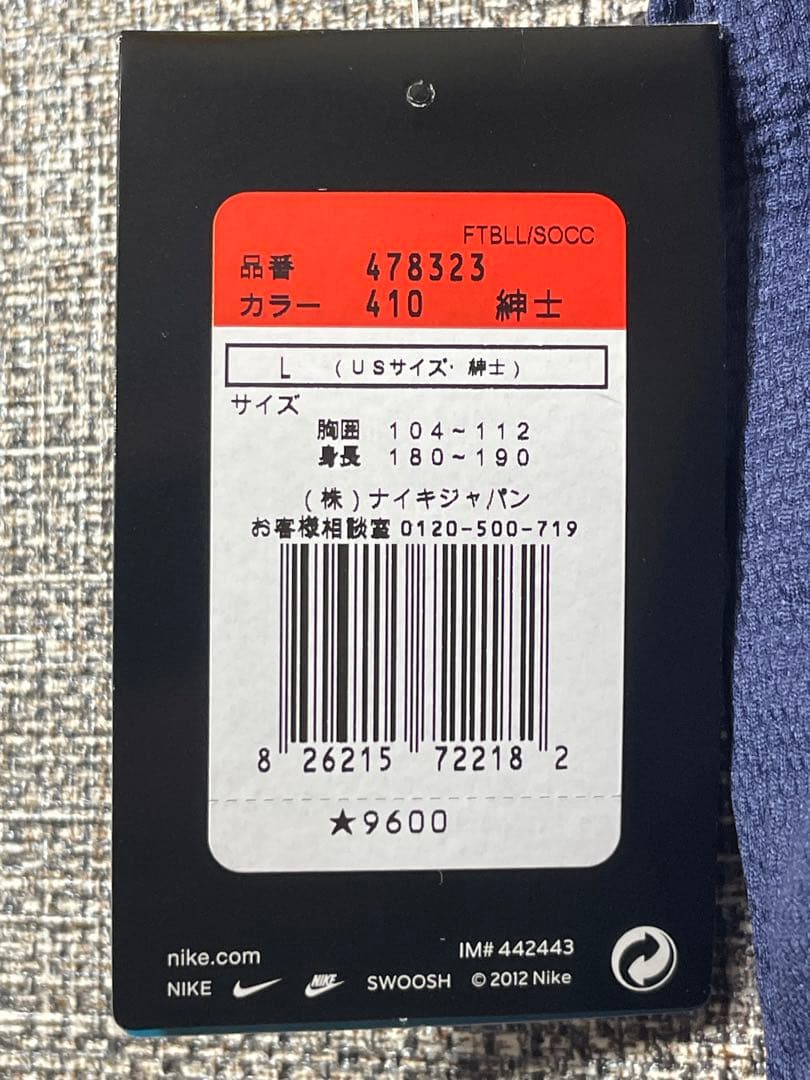 FTBLL/SOCC
品番 478323
カラー 410 紳士
L (USサイズ・紳士)
サイズ
胸囲 104~112
身長 180~190
(株)ナイキジャパン
お客様相談室 0120-500-719
8 26215 72218 2
★9600
nike.com IM# 442443
NIKE NIKE SWOOSH © 2012 Nike